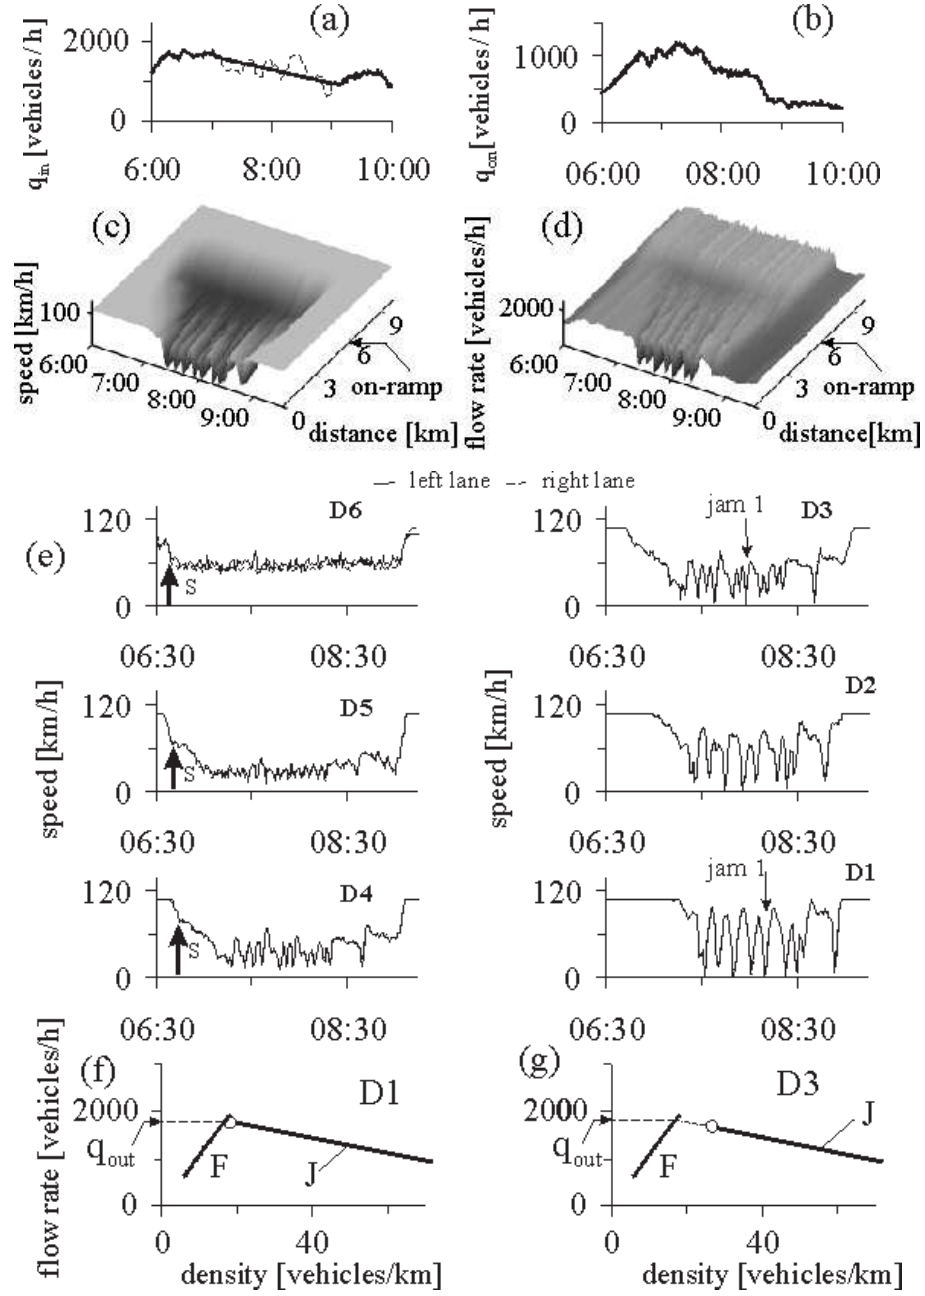 (a)
q_in [vehicles/h]
2000
0
6:00 8:00 10:00
(b)
q_on [vehicles/h]
1000
0
06:00 08:00 10:00
(c)
speed [km/h]
100
6:00
7:00
8:00
9:00
0
3
6
9
on-ramp
distance [km]
(d)
flow rate [vehicles/h]
2000
6:00
7:00
8:00
9:00
0
3
6
9
on-ramp
distance[km]
left lane right lane
(e)
speed [km/h]
D6
120
0
S
06:30 08:30
D5
120
0
S
06:30 08:30
D4
120
0
S
06:30 08:30
speed [km/h]
jam 1
D3
120
0
06:30 08:30
D2
120
0
06:30 08:30
jam 1
D1
120
0
06:30 08:30
(f)
flow rate [vehicles/h]
D1
2000
q_out
F
J
0
0 40
density [vehicles/km]
(g)
D3
2000
q_out
F
J
0
0 40
density [vehicles/km]